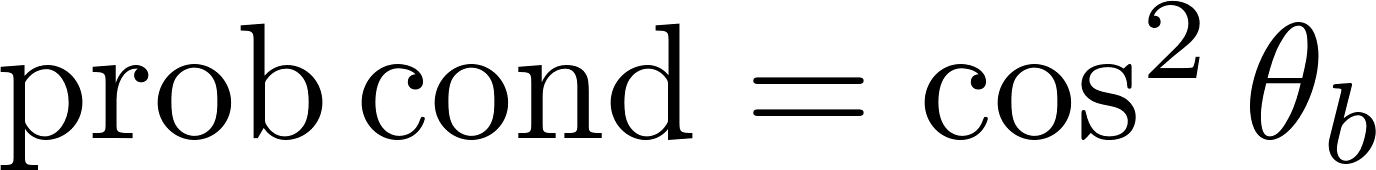 prob cond = cos² θ_b